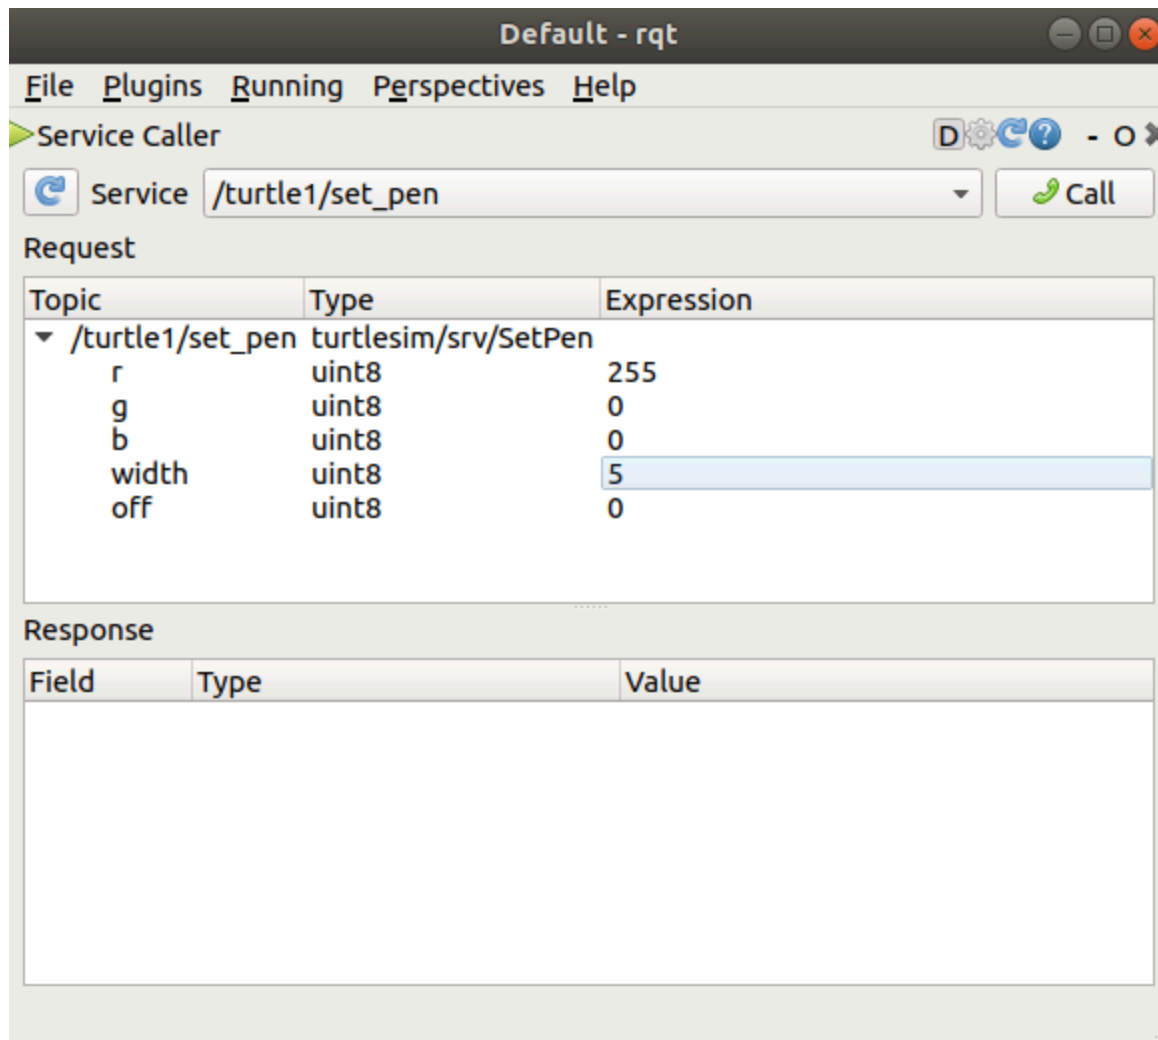 Default - rqt
File Plugins Running Perspectives Help
Service Caller D ? - O
Service /turtle1/set_pen Call
Request
Topic Type Expression
/turtle1/set_pen turtlesim/srv/SetPen
r uint8 255
g uint8 0
b uint8 0
width uint8 5
off uint8 0
Response
Field Type Value